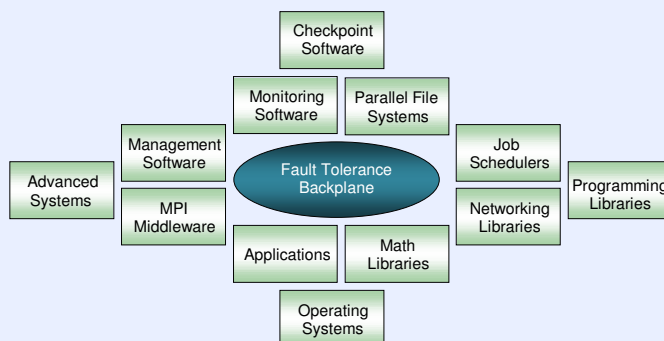 Checkpoint
Software
Monitoring
Software
Parallel File
Systems
Management
Software
Fault Tolerance
Backplane
Job
Schedulers
Advanced
Systems
MPI
Middleware
Networking
Libraries
Programming
Libraries
Applications
Math
Libraries
Operating
Systems